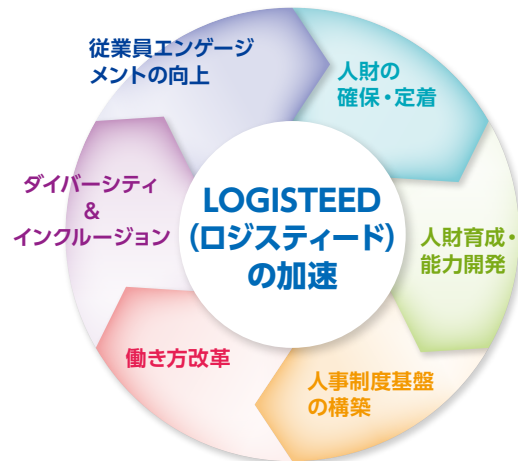 従業員エンゲージ
メントの向上
人財の
確保・定着
ダイバーシティ
&
インクルージョン
LOGISTEED
(ロジスティード)
の加速
人財育成・
能力開発
働き方改革
人事制度基盤
の構築